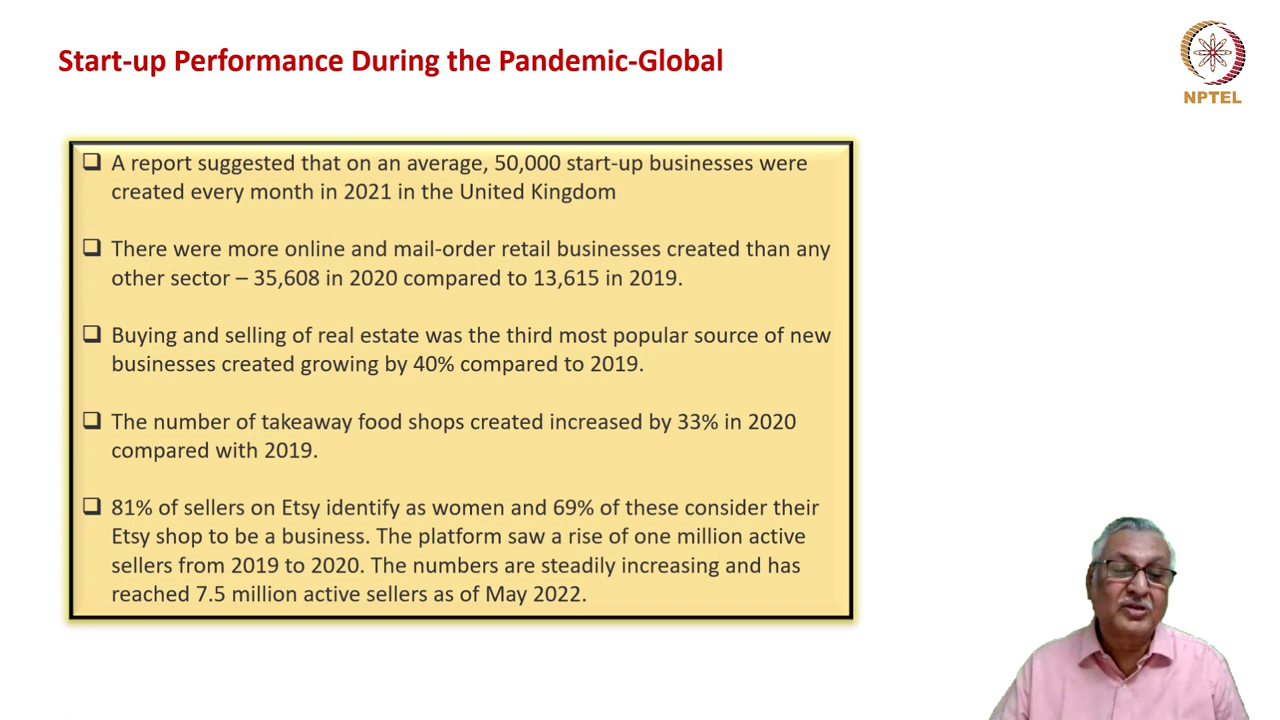 Start-up Performance During the Pandemic-Global
NPTEL
A report suggested that on an average, 50,000 start-up businesses were
created every month in 2021 in the United Kingdom
There were more online and mail-order retail businesses created than any
other sector – 35,608 in 2020 compared to 13,615 in 2019.
Buying and selling of real estate was the third most popular source of new
businesses created growing by 40% compared to 2019.
The number of takeaway food shops created increased by 33% in 2020
compared with 2019.
81% of sellers on Etsy identify as women and 69% of these consider their
Etsy shop to be a business. The platform saw a rise of one million active
sellers from 2019 to 2020. The numbers are steadily increasing and has
reached 7.5 million active sellers as of May 2022.